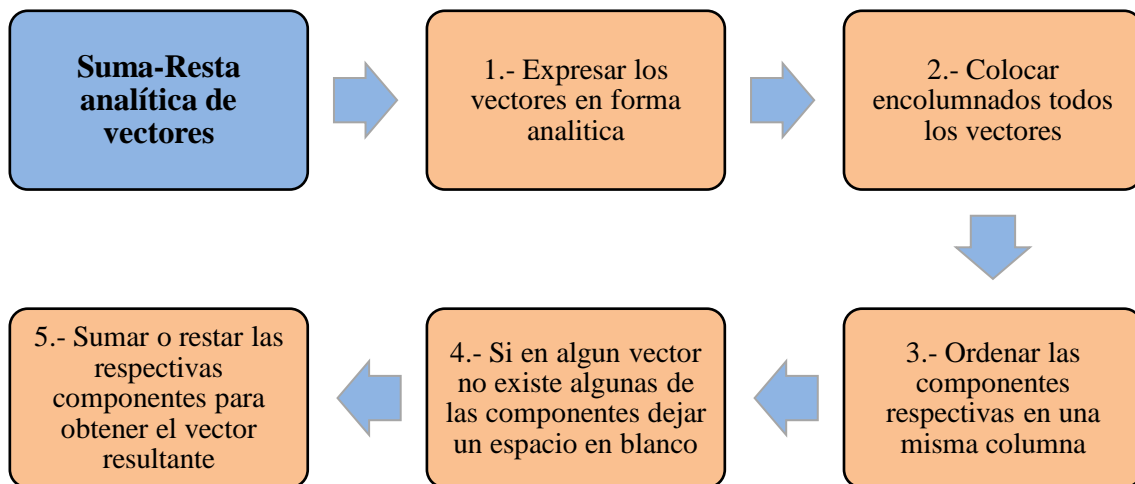 Suma-Resta
analítica de
vectores
1.- Expresar los
vectores en forma
analitica
2.- Colocar
encolumnados todos
los vectores
3.- Ordenar las
componentes
respectivas en una
misma columna
4.- Si en algun vector
no existe algunas de
las componentes dejar
un espacio en blanco
5.- Sumar o restar las
respectivas
componentes para
obtener el vector
resultante